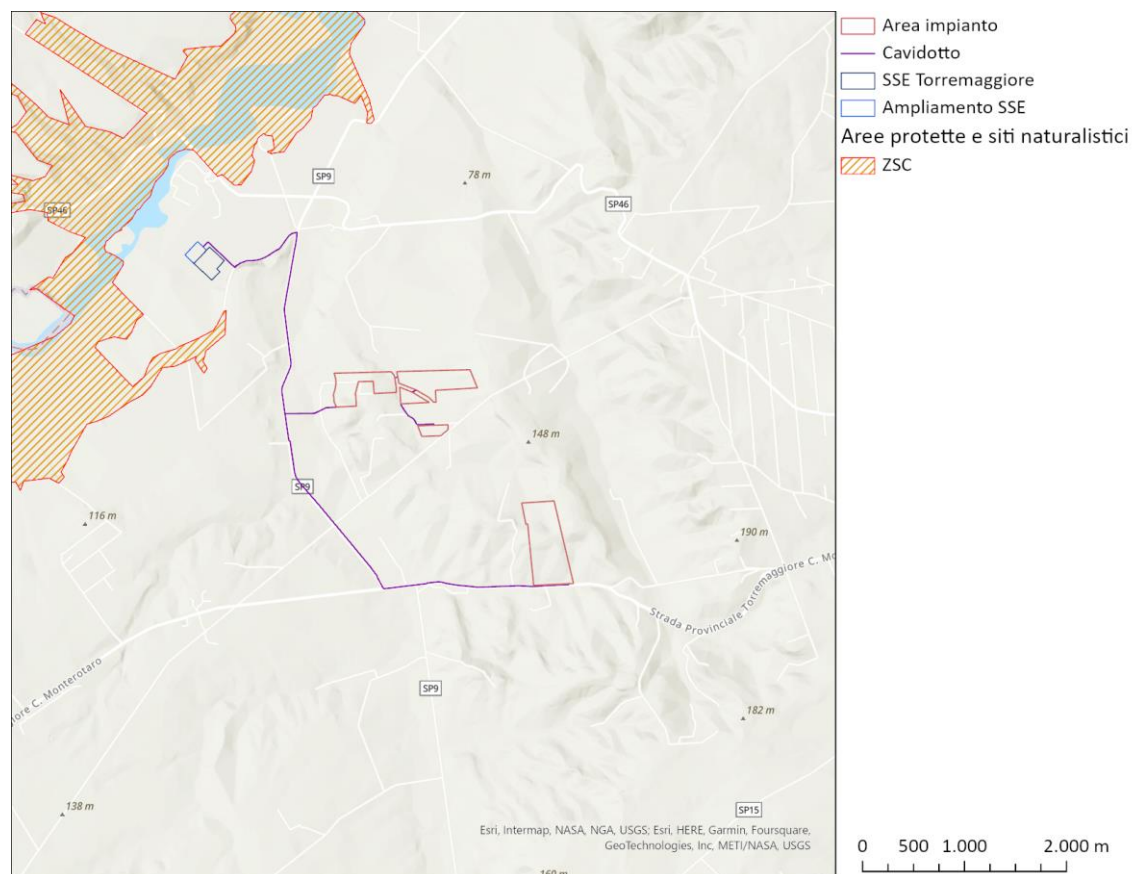 Area impianto
Cavidotto
SSE Torremaggiore
Ampliamento SSE
Aree protette e siti naturalistici
ZSC
SP9
78 m
SP46
SP46
148 m
SP9
116 m
190 m
Strada Provinciale Torremaggiore C. Mo
iore C. Monterotaro
SP9
182 m
138 m
SP15
Esri, Intermap, NASA, NGA, USGS; Esri, HERE, Garmin, Foursquare,
GeoTechnologies, Inc, METI/NASA, USGS
160 m
0 500 1.000 2.000 m